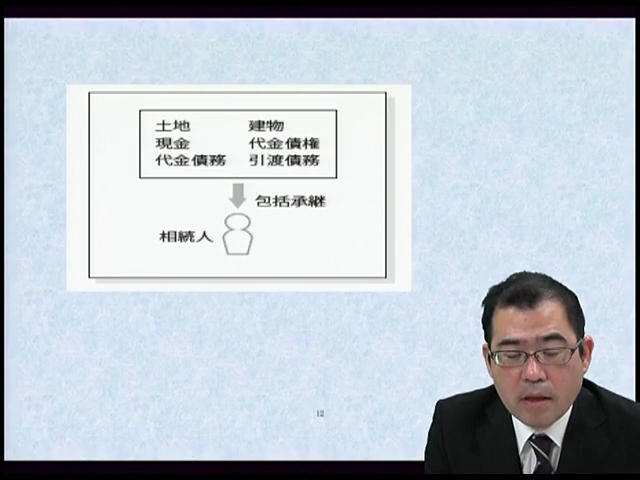 土地 建物
現金 代金債権
代金債務 引渡債務
包括承継
相続人
12